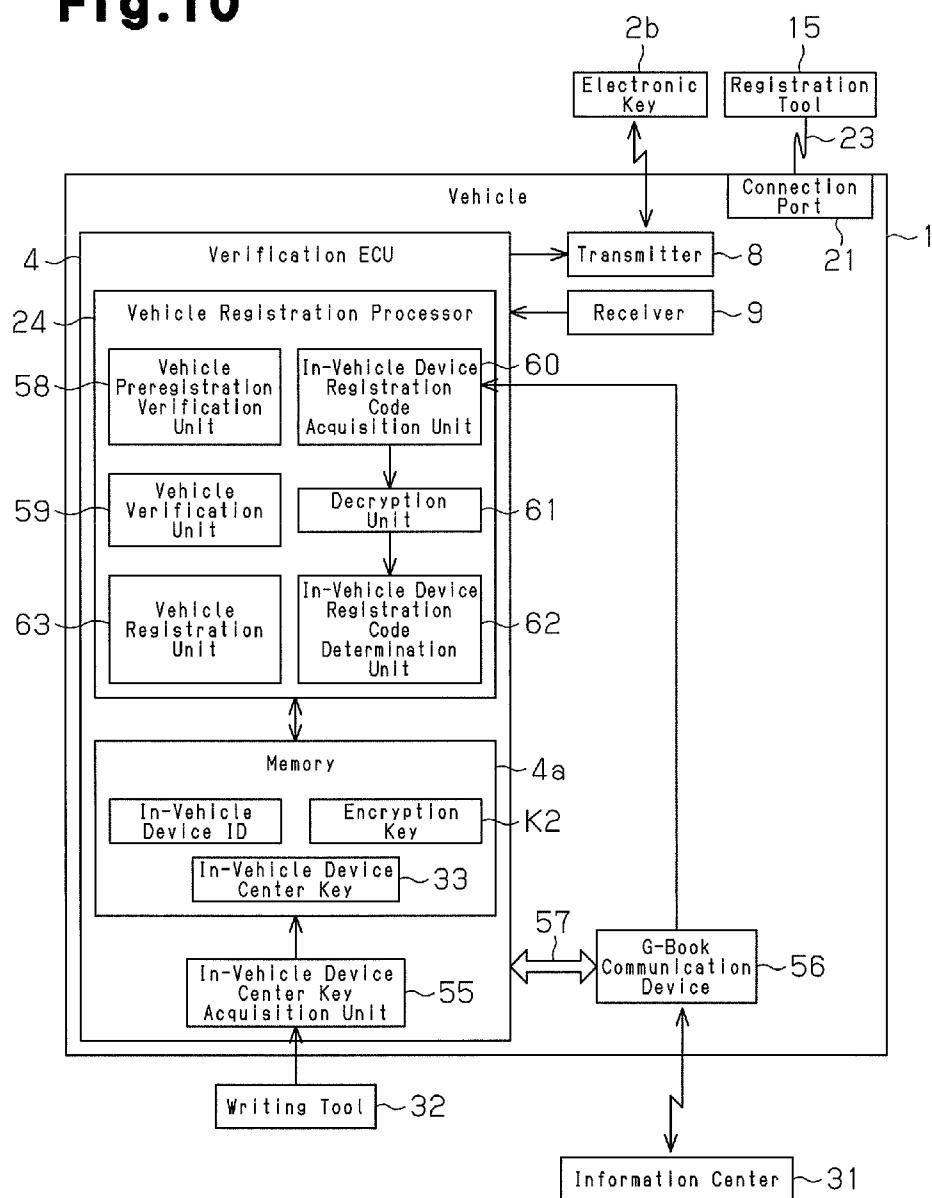 Fig.10
2b
15
Electronic
Key
Registration
Tool
23
Vehicle
Connection
Port
21
1
4
Verification ECU
Transmitter
8
24
Vehicle Registration Processor
Receiver
9
58
Vehicle
Preregistration
Verification
Unit
In-Vehicle Device
Registration
Code
Acquisition Unit
60
59
Vehicle
Verification
Unit
Decryption
Unit
61
63
Vehicle
Registration
Unit
In-Vehicle Device
Registration
Code
Determination
Unit
62
Memory
4a
In-Vehicle
Device ID
Encryption
Key
K2
In-Vehicle Device
Center Key
33
57
G-Book
Communication
Device
56
In-Vehicle Device
Center Key
Acquisition Unit
55
Writing Tool
32
Information Center
31